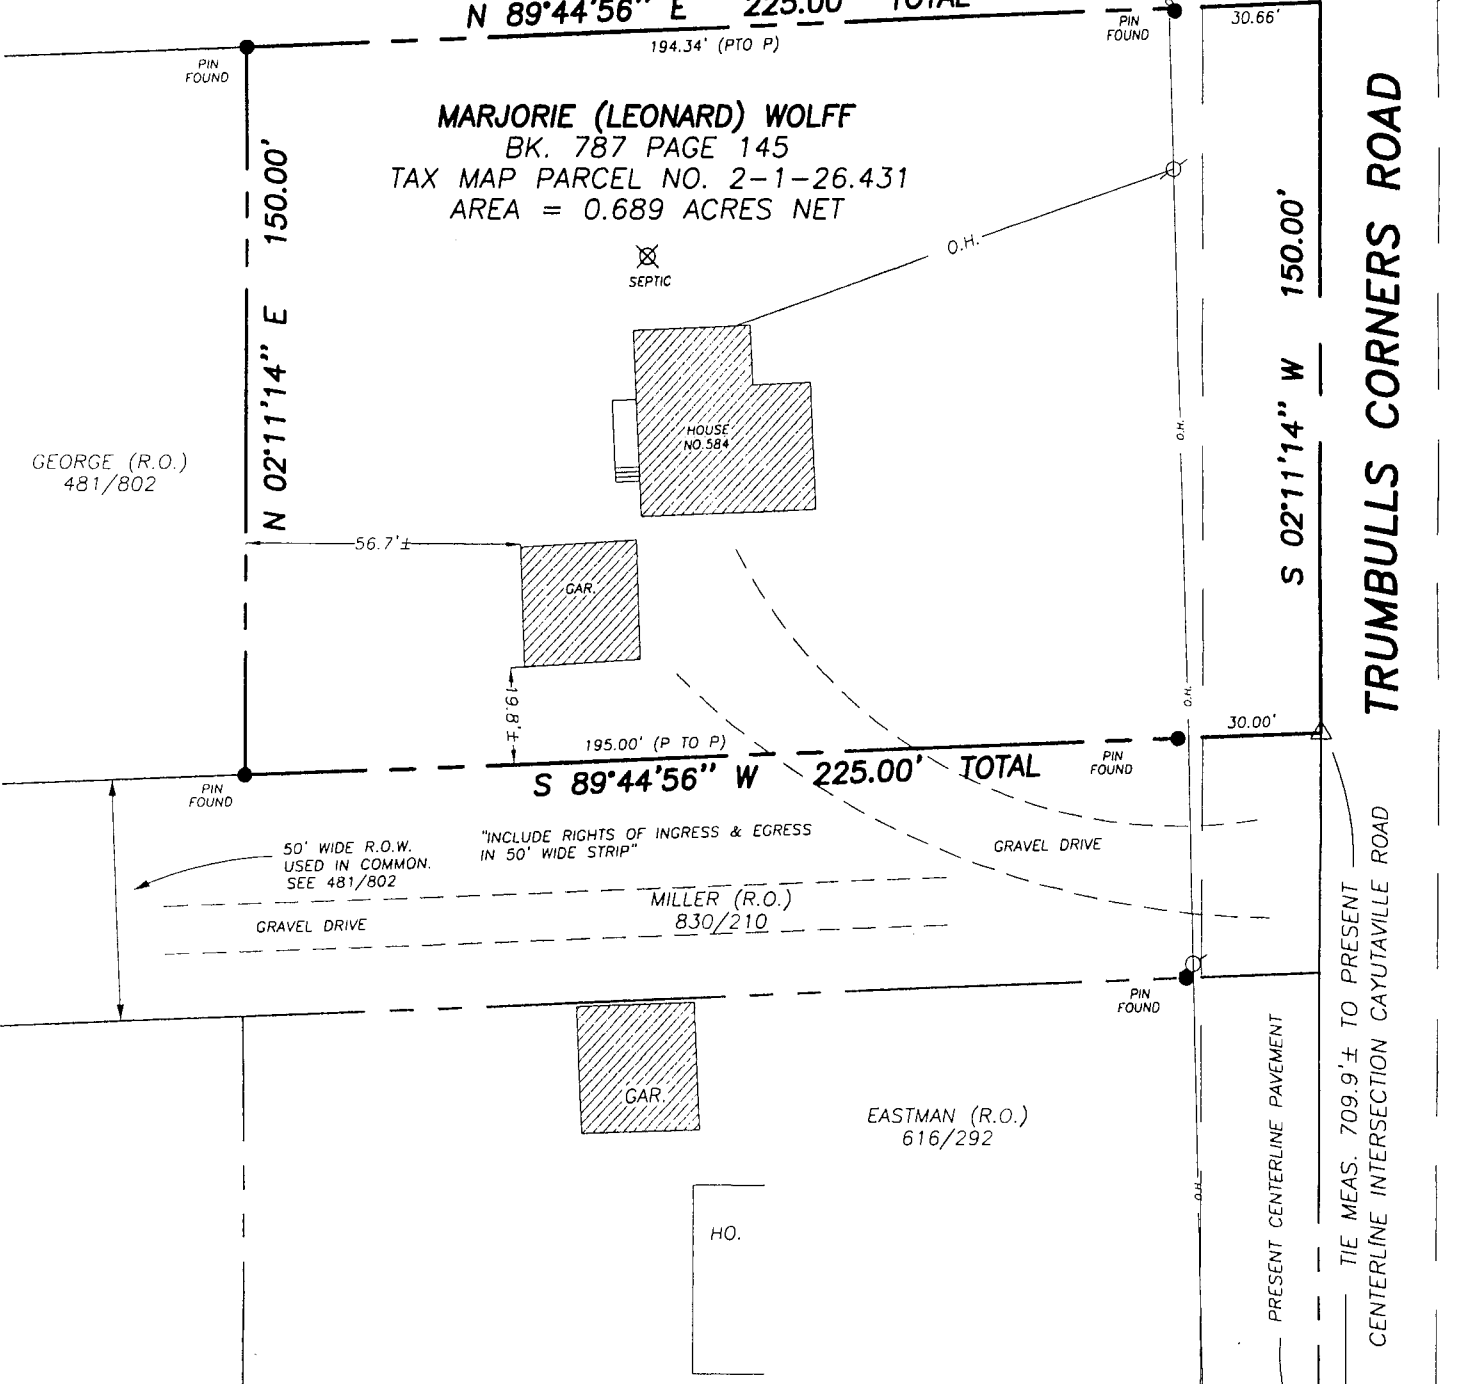 N 89°44'56" E 225.00' TOTAL
194.34' (PTO P)
PIN
FOUND
30.66'
PIN
FOUND
MARJORIE (LEONARD) WOLFF
BK. 787 PAGE 145
TAX MAP PARCEL NO. 2-1-26.431
AREA = 0.689 ACRES NET
N 02°11'14" E 150.00'
S 02°11'14" W 150.00'
TRUMBULLS CORNERS ROAD
O.H.
SEPTIC
HOUSE
NO.584
O.H.
GEORGE (R.O.)
481/802
56.7'±
GAR.
19.8'±
O.H.
195.00' (P TO P)
30.00'
S 89°44'56" W 225.00' TOTAL
PIN
FOUND
PIN
FOUND
50' WIDE R.O.W.
USED IN COMMON.
SEE 481/802
"INCLUDE RIGHTS OF INGRESS & EGRESS
IN 50' WIDE STRIP"
GRAVEL DRIVE
MILLER (R.O.)
830/210
GRAVEL DRIVE
PIN
FOUND
GAR.
EASTMAN (R.O.)
616/292
O.H.
HO.
PRESENT CENTERLINE PAVEMENT
TIE MEAS. 709.9'± TO PRESENT
CENTERLINE INTERSECTION CAYUTAVILLE ROAD